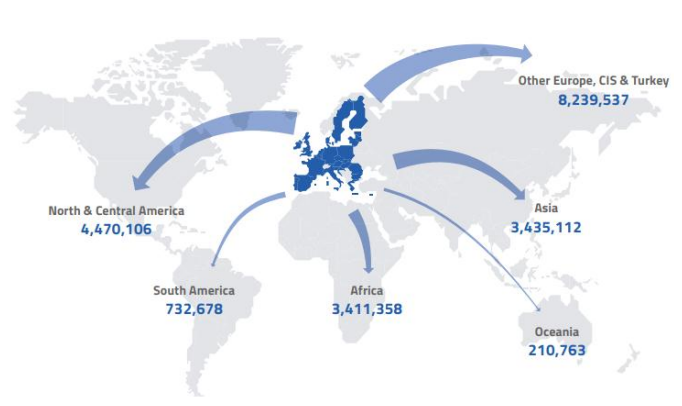 Other Europe, CIS & Turkey
8,239,537
North & Central America
4,470,106
Asia
3,435,112
South America
732,678
Africa
3,411,358
Oceania
210,763